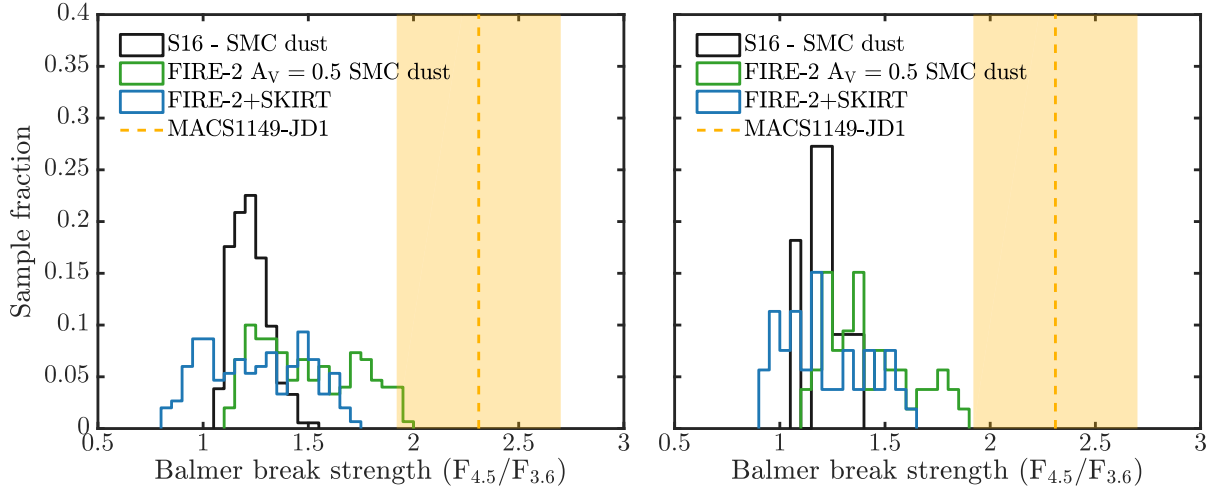 0.4
0.35
0.3
0.25
0.2
0.15
0.1
0.05
0
Sample fraction
S16 - SMC dust
FIRE-2 A_V = 0.5 SMC dust
FIRE-2+SKIRT
MACS1149-JD1
0.5 1 1.5 2 2.5 3
Balmer break strength (F_4.5/F_3.6)
S16 - SMC dust
FIRE-2 A_V = 0.5 SMC dust
FIRE-2+SKIRT
MACS1149-JD1
0.5 1 1.5 2 2.5 3
Balmer break strength (F_4.5/F_3.6)